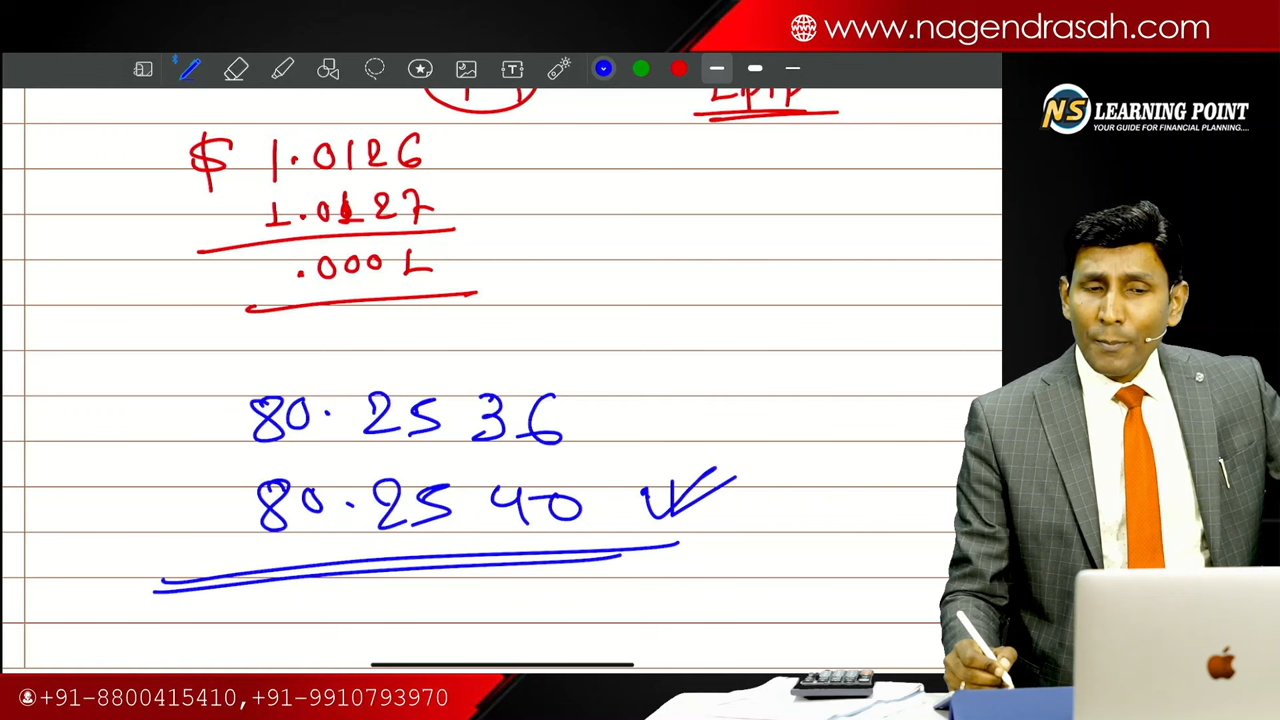 www.nagendrasah.com
NS LEARNING POINT
YOUR GUIDE FOR FINANCIAL PLANNING....
$ 1.0126
1.0127
.0001
80.2536
80.2540
+91-8800415410,+91-9910793970